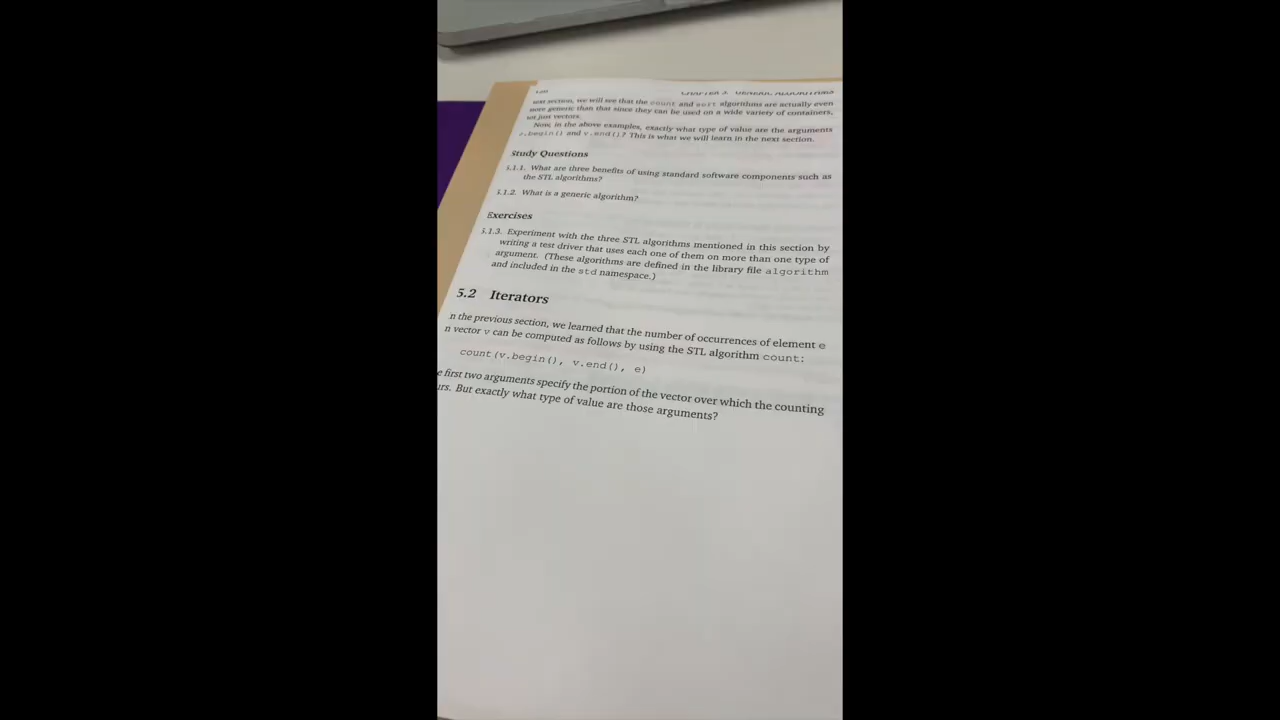 CHAPTER 5. GENERIC ALGORITHMS
next section, we will see that the count and sort algorithms are actually even
more generic than that since they can be used on a wide variety of containers,
not just vectors.
Now, in the above examples, exactly what type of value are the arguments
v.begin() and v.end()? This is what we will learn in the next section.
Study Questions
5.1.1. What are three benefits of using standard software components such as
the STL algorithms?
5.1.2. What is a generic algorithm?
Exercises
5.1.3. Experiment with the three STL algorithms mentioned in this section by
writing a test driver that uses each one of them on more than one type of
argument. (These algorithms are defined in the library file algorithm
and included in the std namespace.)
5.2 Iterators
n the previous section, we learned that the number of occurrences of element e
n vector v can be computed as follows by using the STL algorithm count:
count(v.begin(), v.end(), e)
e first two arguments specify the portion of the vector over which the counting
urs. But exactly what type of value are those arguments?